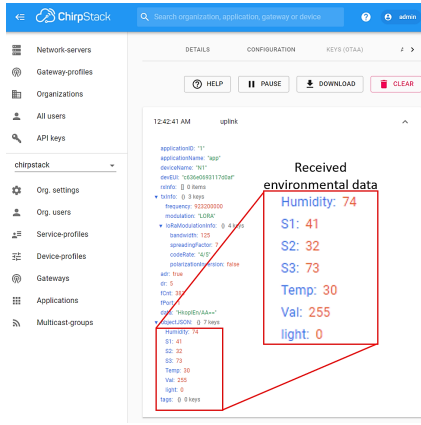 ChirpStack
Search organization, application, gateway or device
?
admin
Network-servers
Gateway-profiles
Organizations
All users
API keys
chirpstack
Org. settings
Org. users
Service-profiles
Device-profiles
Gateways
Applications
Multicast-groups
DETAILS
CONFIGURATION
KEYS (OTAA)
HELP
PAUSE
DOWNLOAD
CLEAR
12:42:41 AM
uplink
applicationID: "1"
applicationName: "app"
deviceName: "N1"
rxInfo: [] 0 items
txInfo: {} 3 keys
frequency: 923200000
modulation: "LORA"
loRaModulationInfo: {} 4 keys
bandwidth: 125
spreadingFactor: 7
codeRate: "4/5"
false
adr: true
dr: 5
fCnt:
objectJSON: {} 7 keys
Humidity: 74
S1: 41
S2: 32
S3: 73
Temp: 30
Val: 255
light: 0
tags: {} 0 keys
Received
environmental data
Humidity: 74
S1: 41
S2: 32
S3: 73
Temp: 30
Val: 255
light: 0